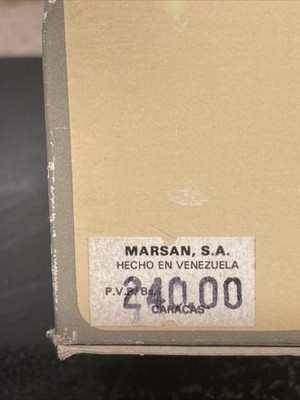 MARSAN, S.A.
HECHO EN VENEZUELA
P.V.P. Bs. 240.00
CARACAS